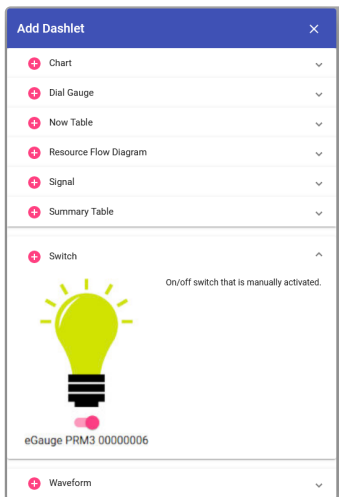 Add Dashlet
Chart
Dial Gauge
Now Table
Resource Flow Diagram
Signal
Summary Table
Switch
On/off switch that is manually activated.
eGauge PRM3 00000006
Waveform